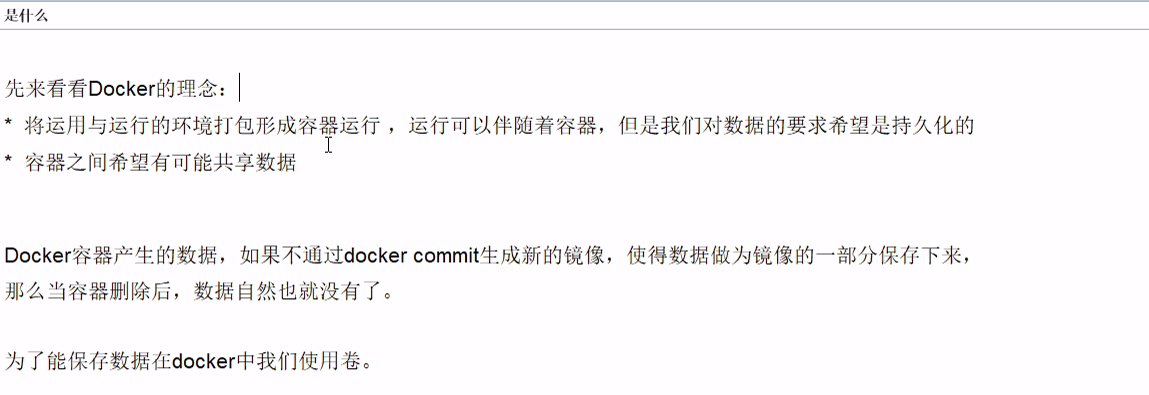 是什么
先来看看Docker的理念：
* 将运用与运行的环境打包形成容器运行 ，运行可以伴随着容器，但是我们对数据的要求希望是持久化的
* 容器之间希望有可能共享数据
Docker容器产生的数据，如果不通过docker commit生成新的镜像，使得数据做为镜像的一部分保存下来，
那么当容器删除后，数据自然也就没有了。
为了能保存数据在docker中我们使用卷。